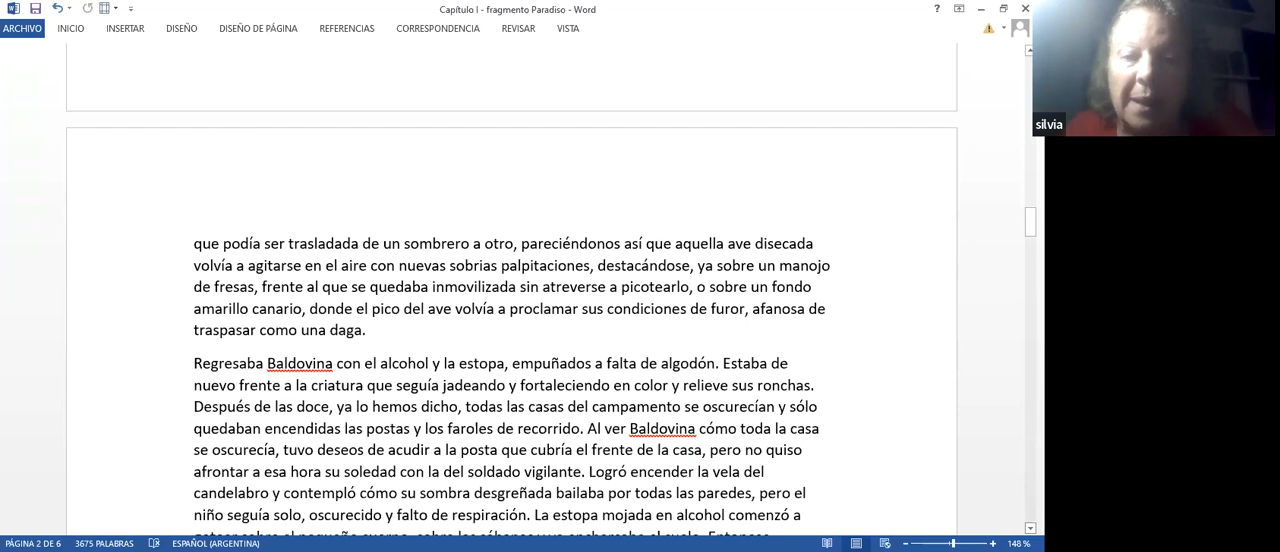 Capítulo I - fragmento Paradiso - Word
ARCHIVO INICIO INSERTAR DISEÑO DISEÑO DE PÁGINA REFERENCIAS CORRESPONDENCIA REVISAR VISTA
silvia
que podía ser trasladada de un sombrero a otro, pareciéndonos así que aquella ave disecada
volvía a agitarse en el aire con nuevas sobrias palpitaciones, destacándose, ya sobre un manojo
de fresas, frente al que se quedaba inmovilizada sin atreverse a picotearlo, o sobre un fondo
amarillo canario, donde el pico del ave volvía a proclamar sus condiciones de furor, afanosa de
traspasar como una daga.
Regresaba Baldovina con el alcohol y la estopa, empuñados a falta de algodón. Estaba de
nuevo frente a la criatura que seguía jadeando y fortaleciendo en color y relieve sus ronchas.
Después de las doce, ya lo hemos dicho, todas las casas del campamento se oscurecían y sólo
quedaban encendidas las postas y los faroles de recorrido. Al ver Baldovina cómo toda la casa
se oscurecía, tuvo deseos de acudir a la posta que cubría el frente de la casa, pero no quiso
afrontar a esa hora su soledad con la del soldado vigilante. Logró encender la vela del
candelabro y contempló cómo su sombra desgreñada bailaba por todas las paredes, pero el
niño seguía solo, oscurecido y falto de respiración. La estopa mojada en alcohol comenzó a
PÁGINA 2 DE 6 3675 PALABRAS ESPAÑOL (ARGENTINA) 148 %